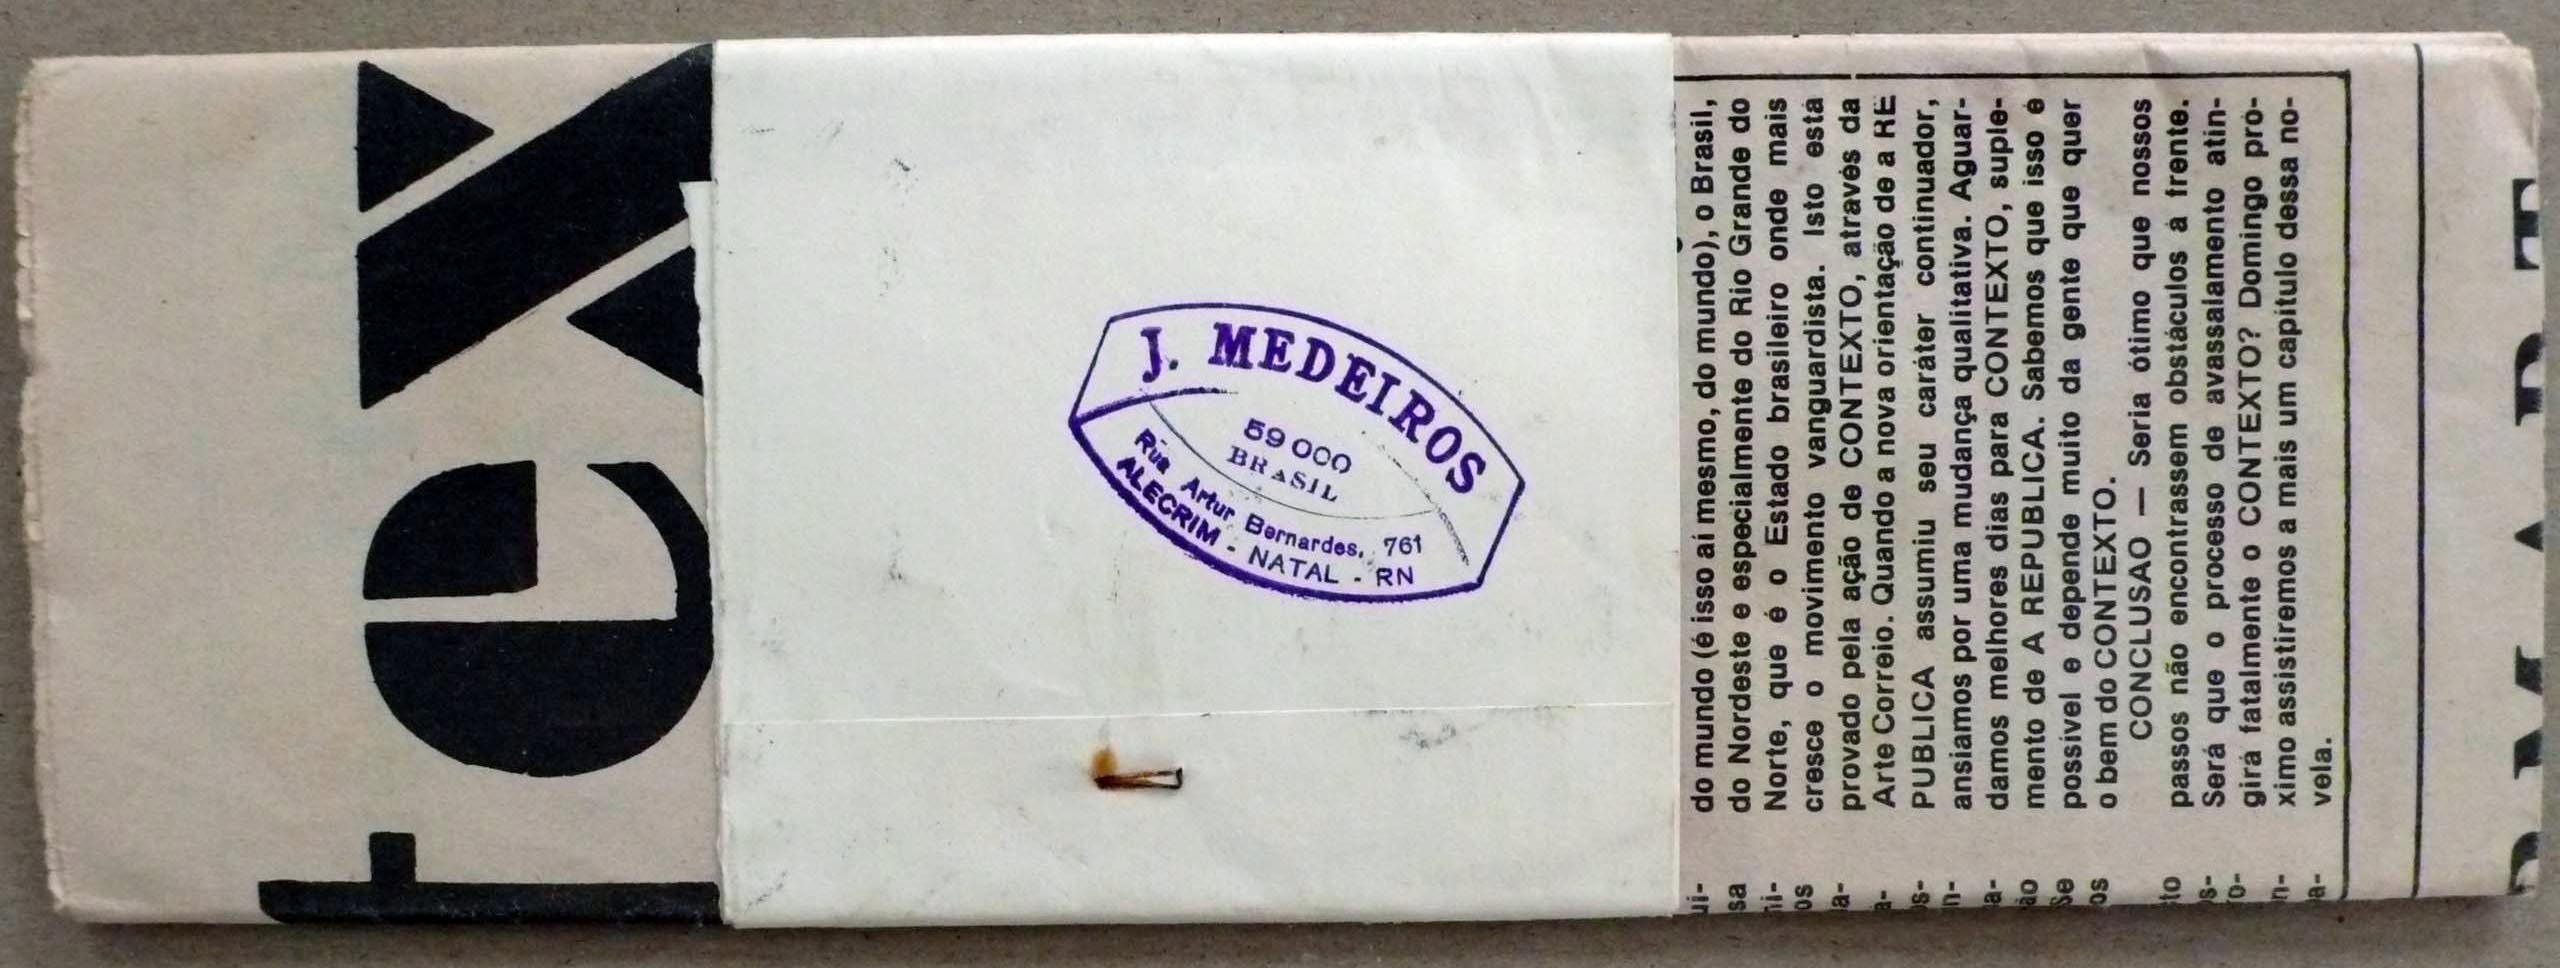 tex
J. MEDEIROS
59000
BRASIL
Rua Artur Bernardes, 761
ALECRIM - NATAL - RN
do mundo (é isso aí mesmo, do mundo), o Brasil,
do Nordeste e especialmente do Rio Grande do
Norte, que é o Estado brasileiro onde mais
cresce o movimento vanguardista. Isto está
provado pela ação de CONTEXTO, através da
Arte Correio. Quando a nova orientação de a RE
PUBLICA assumiu seu caráter continuador,
ansiamos por uma mudança qualitativa. Aguar-
damos melhores dias para CONTEXTO, suple-
mento de A REPUBLICA. Sabemos que isso é
possível e depende muito da gente que quer
o bem do CONTEXTO.
CONCLUSAO — Seria ótimo que nossos
passos não encontrassem obstáculos à frente.
Será que o processo de avassalamento atin-
girá fatalmente o CONTEXTO? Domingo pró-
ximo assistiremos a mais um capítulo dessa no-
vela.